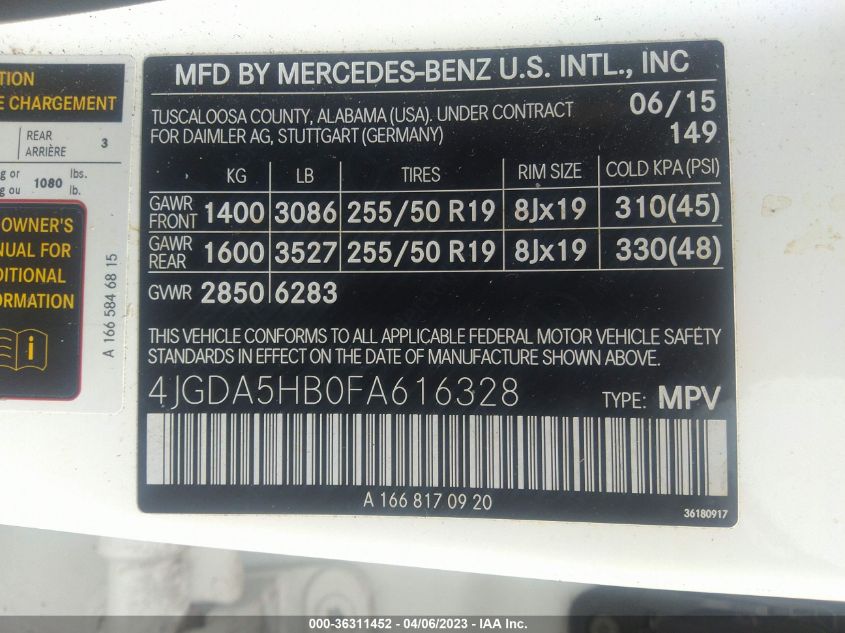 TION
E CHARGEMENT
REAR
ARRIÈRE 3
g or
g ou 1080 lbs.
lb.
OWNER'S
NUAL FOR
DITIONAL
ORMATION
i
A 166 584 68 15
MFD BY MERCEDES-BENZ U.S. INTL., INC
TUSCALOOSA COUNTY, ALABAMA (USA). UNDER CONTRACT 06/15
FOR DAIMLER AG, STUTTGART (GERMANY) 149
KG LB TIRES RIM SIZE COLD KPA (PSI)
GAWR FRONT 1400 3086 255/50 R19 8Jx19 310(45)
GAWR REAR 1600 3527 255/50 R19 8Jx19 330(48)
GVWR 2850 6283
THIS VEHICLE CONFORMS TO ALL APPLICABLE FEDERAL MOTOR VEHICLE SAFETY
STANDARDS IN EFFECT ON THE DATE OF MANUFACTURE SHOWN ABOVE.
4JGDA5HB0FA616328 TYPE: MPV
A 166 817 09 20
36180917
000-36311452 - 04/06/2023 - IAA Inc.